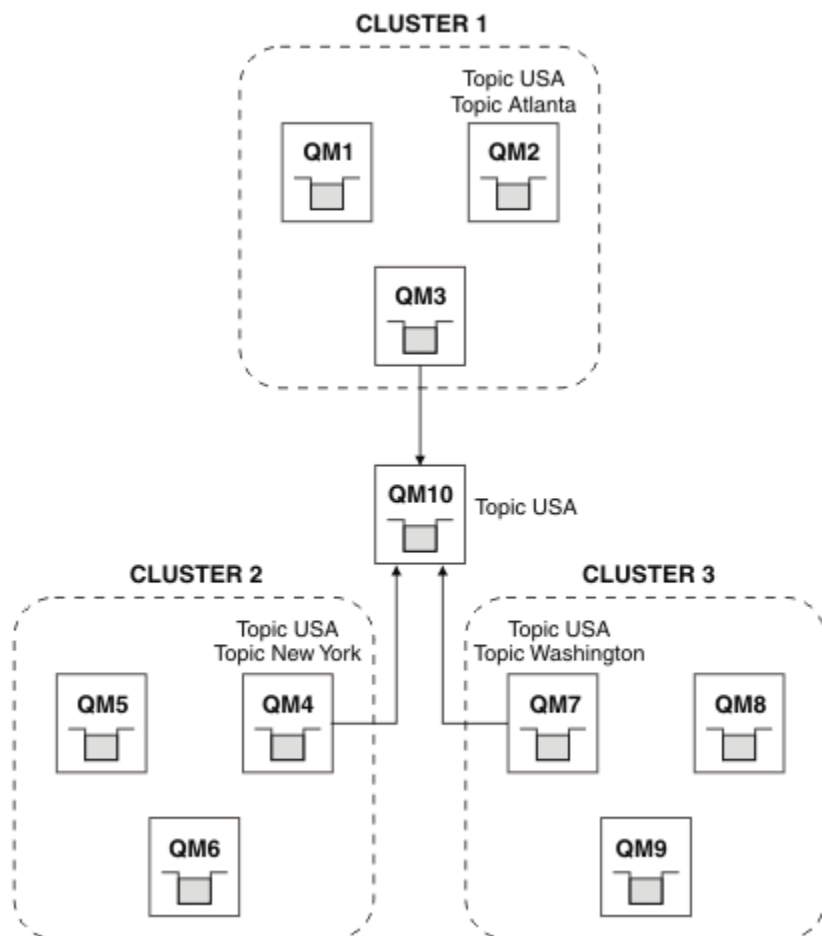 CLUSTER 1
Topic USA
Topic Atlanta
QM1
QM2
QM3
QM10
Topic USA
CLUSTER 2
CLUSTER 3
Topic USA
Topic New York
Topic USA
Topic Washington
QM5
QM4
QM7
QM8
QM6
QM9